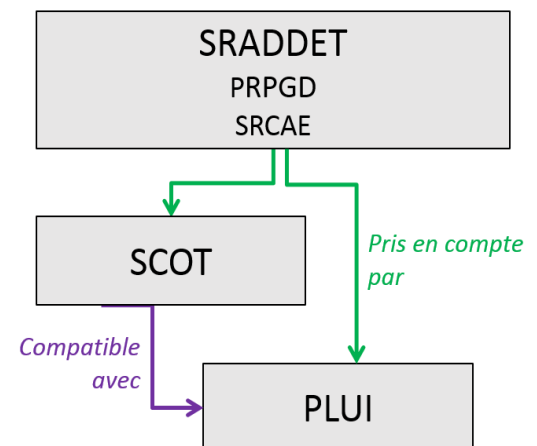 SRADDET
PRPGD
SRCAE
SCOT
Pris en compte
par
Compatible
avec
PLUI